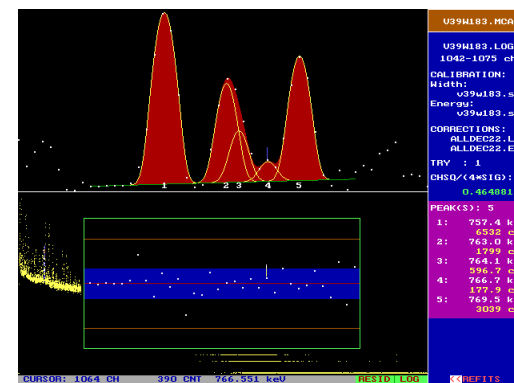 V39W183.MCA
V39W183.LOG
1042-1075 ch
CALIBRATION:
Width:
v39w183.s
Energy:
v39w183.s
CORRECTIONS:
ALLDEC22.L
ALLDEC22.E
TRY : 1
CHSQ/(4*SIG):
0.464881
PEAK(S): 5
1: 757.4 k
6532 c
2: 763.0 k
1799 c
3: 764.1 k
596.7 c
4: 766.7 k
177.9 c
5: 769.5 k
3039 c
1 2 3 4 5
CURSOR: 1064 CH 390 CNT 766.551 keV RESID LOG <<REFITS